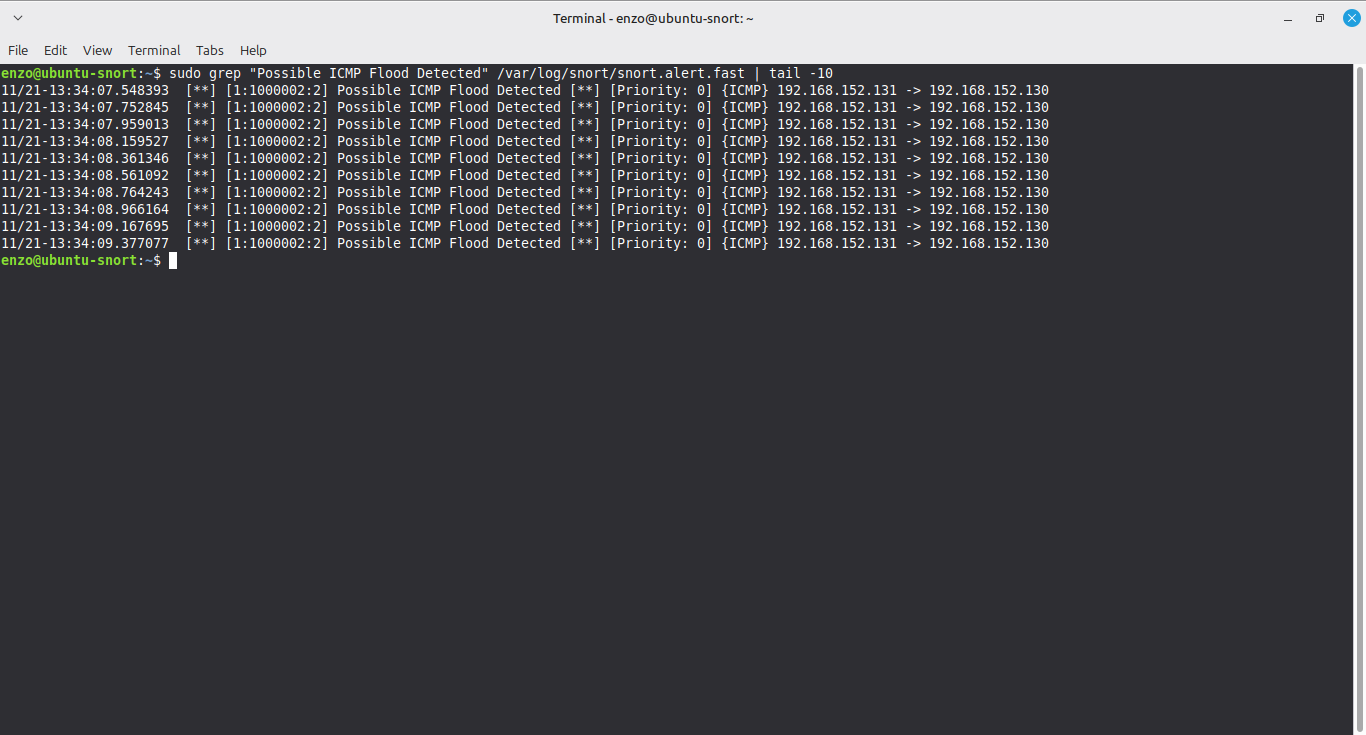 Terminal - enzo@ubuntu-snort: ~
File Edit View Terminal Tabs Help
enzo@ubuntu-snort:~$ sudo grep "Possible ICMP Flood Detected" /var/log/snort/snort.alert.fast | tail -10
11/21-13:34:07.548393  [**] [1:1000002:2] Possible ICMP Flood Detected [**] [Priority: 0] {ICMP} 192.168.152.131 -> 192.168.152.130
11/21-13:34:07.752845  [**] [1:1000002:2] Possible ICMP Flood Detected [**] [Priority: 0] {ICMP} 192.168.152.131 -> 192.168.152.130
11/21-13:34:07.959013  [**] [1:1000002:2] Possible ICMP Flood Detected [**] [Priority: 0] {ICMP} 192.168.152.131 -> 192.168.152.130
11/21-13:34:08.159527  [**] [1:1000002:2] Possible ICMP Flood Detected [**] [Priority: 0] {ICMP} 192.168.152.131 -> 192.168.152.130
11/21-13:34:08.361346  [**] [1:1000002:2] Possible ICMP Flood Detected [**] [Priority: 0] {ICMP} 192.168.152.131 -> 192.168.152.130
11/21-13:34:08.561092  [**] [1:1000002:2] Possible ICMP Flood Detected [**] [Priority: 0] {ICMP} 192.168.152.131 -> 192.168.152.130
11/21-13:34:08.764243  [**] [1:1000002:2] Possible ICMP Flood Detected [**] [Priority: 0] {ICMP} 192.168.152.131 -> 192.168.152.130
11/21-13:34:08.966164  [**] [1:1000002:2] Possible ICMP Flood Detected [**] [Priority: 0] {ICMP} 192.168.152.131 -> 192.168.152.130
11/21-13:34:09.167695  [**] [1:1000002:2] Possible ICMP Flood Detected [**] [Priority: 0] {ICMP} 192.168.152.131 -> 192.168.152.130
11/21-13:34:09.377077  [**] [1:1000002:2] Possible ICMP Flood Detected [**] [Priority: 0] {ICMP} 192.168.152.131 -> 192.168.152.130
enzo@ubuntu-snort:~$